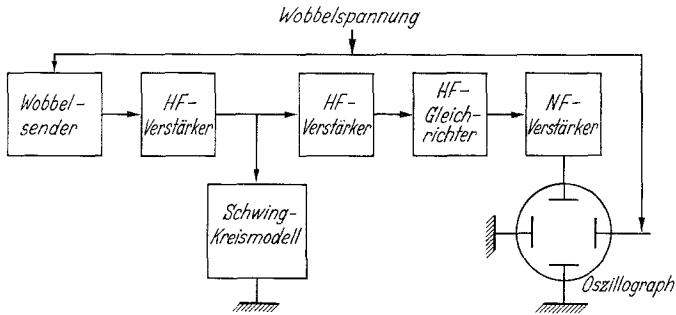 Wobbelspannung
Wobbel-
sender
HF-
Verstärker
HF-
Verstärker
HF-
Gleich-
richter
NF-
Verstärker
Schwing-
Kreismodell
Oszillograph